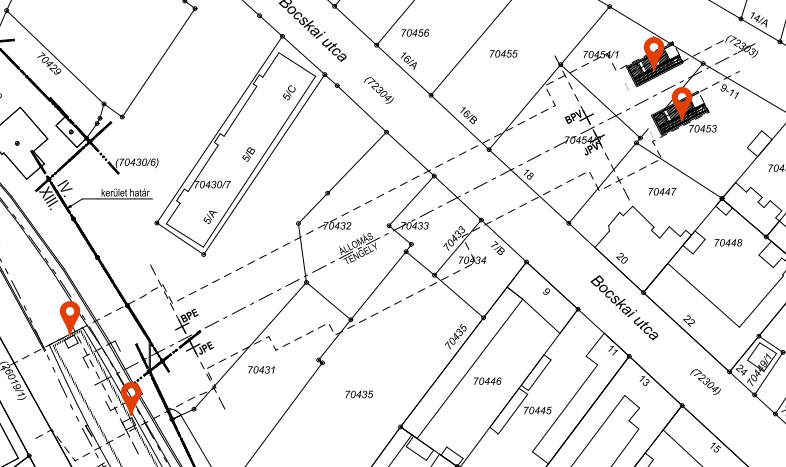 Bocskai utca
14/A
70456
(72303)
70455
70454/1
16/A
70429
(72304)
9-11
5/C
16/B
BPV
70453
JPV
5/B
(70430/6)
18
70430/7
70447
IV.
XIII.
kerület határ
5/A
70432
70433
70433
ÁLLOMÁS
TENGELY
7/B
70434
20
70448
Bocskai utca
9
BPE
22
70435
JPE
11
70431
70449/1
24
(72304)
(26019/1)
70446
13
70435
70445
15